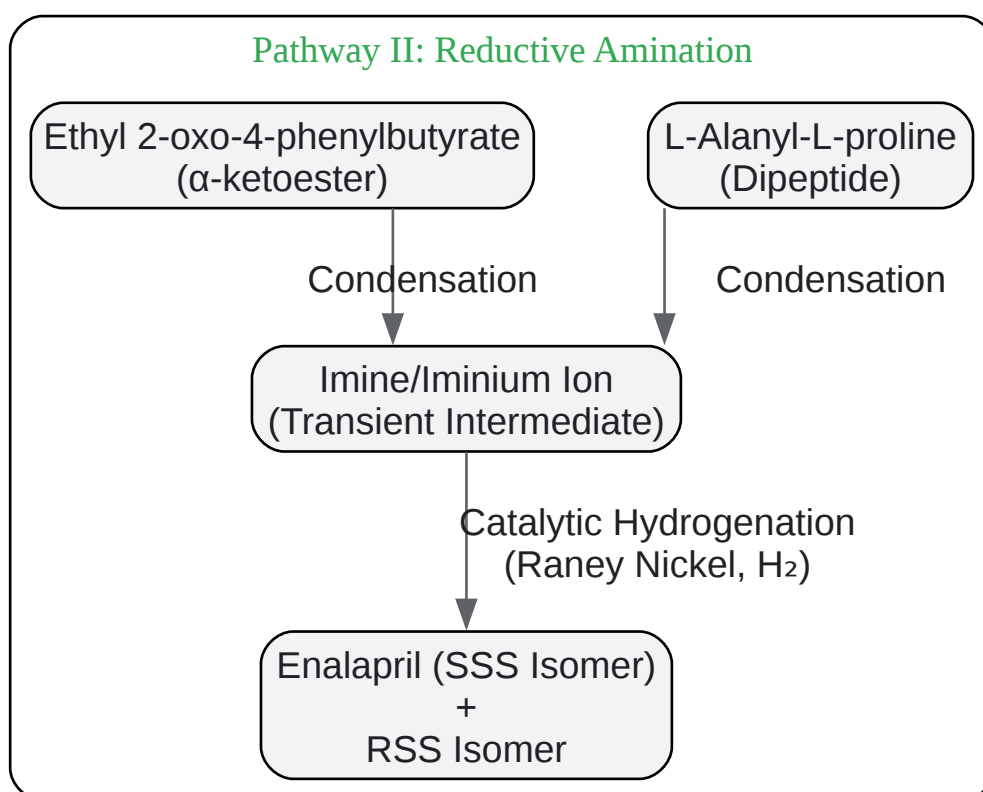 Pathway II: Reductive Amination
Ethyl 2-oxo-4-phenylbutyrate
(α-ketoester)
L-Alanyl-L-proline
(Dipeptide)
Condensation
Condensation
Imine/Iminium Ion
(Transient Intermediate)
Catalytic Hydrogenation
(Raney Nickel, H₂)
Enalapril (SSS Isomer)
+
RSS Isomer